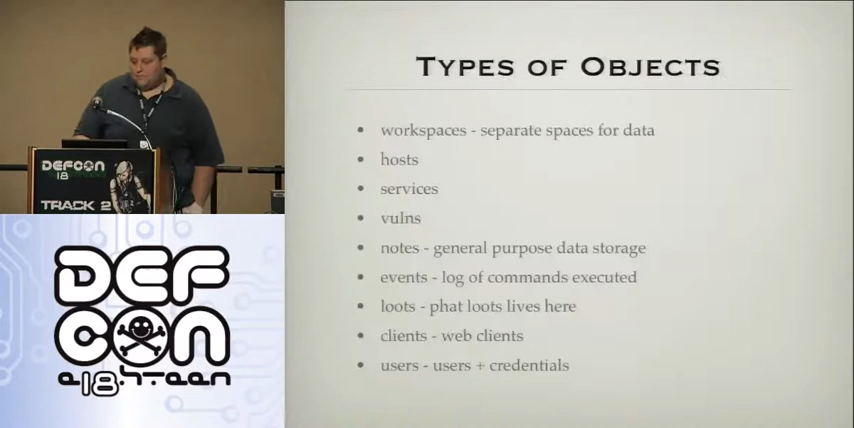 DEFCON
18
TRACK 2
DEF
CON
e18hteen
TYPES OF OBJECTS
• workspaces - separate spaces for data
• hosts
• services
• vulns
• notes - general purpose data storage
• events - log of commands executed
• loots - phat loots lives here
• clients - web clients
• users - users + credentials